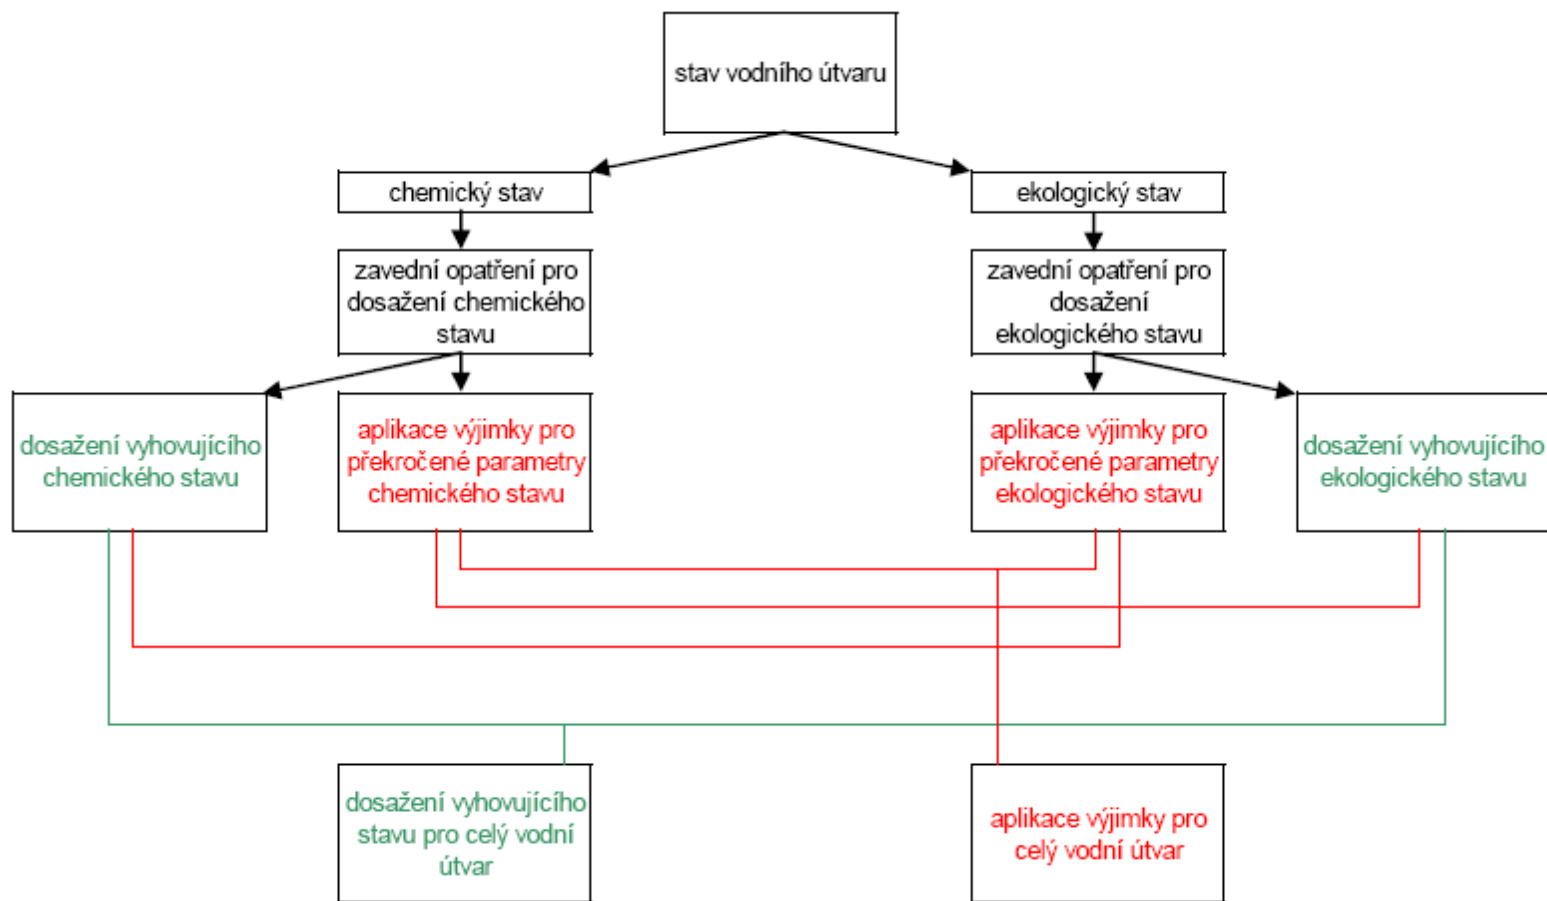 stav vodního útvaru
chemický stav
ekologický stav
zavední opatření pro
dosažení chemického
stavu
zavední opatření pro
dosažení
ekologického stavu
dosažení vyhovujícího
chemického stavu
aplikace výjimky pro
překročené parametry
chemického stavu
aplikace výjimky pro
překročené parametry
ekologického stavu
dosažení vyhovujícího
ekologického stavu
dosažení vyhovujícího
stavu pro celý vodní
útvar
aplikace výjimky pro
celý vodní útvar